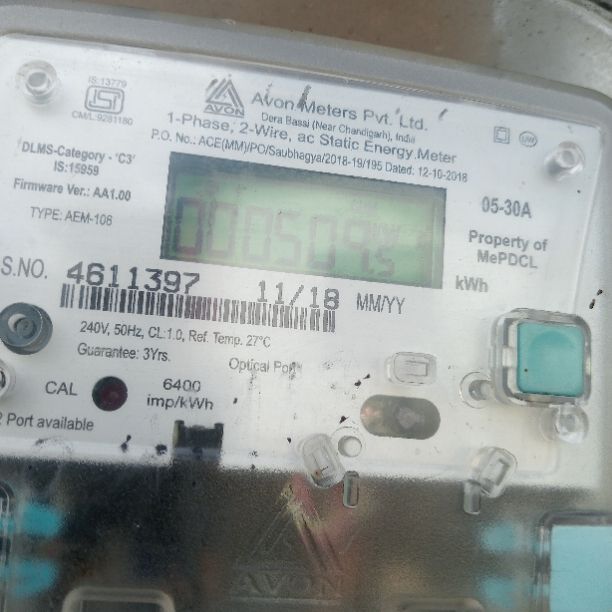 IS:13779
ISI
CM/L:9281180
AVON
Avon Meters Pvt. Ltd.
Dera Bassi (Near Chandigarh), India
1-Phase, 2-Wire, ac Static Energy Meter
P.O. No.: ACE(MM)/PO/Saubhagya/2018-19/195 Dated: 12-10-2018
DLMS-Category - 'C3'
IS:15959
Firmware Ver.: AA1.00
TYPE: AEM-108
05-30A
Property of
MePDCL
kWh
S.NO. 4611397 11/18 MM/YY
240V, 50Hz, CL:1.0, Ref. Temp. 27°C
Guarantee: 3Yrs.
Optical Port
CAL
6400
imp/kWh
Port available
AVON